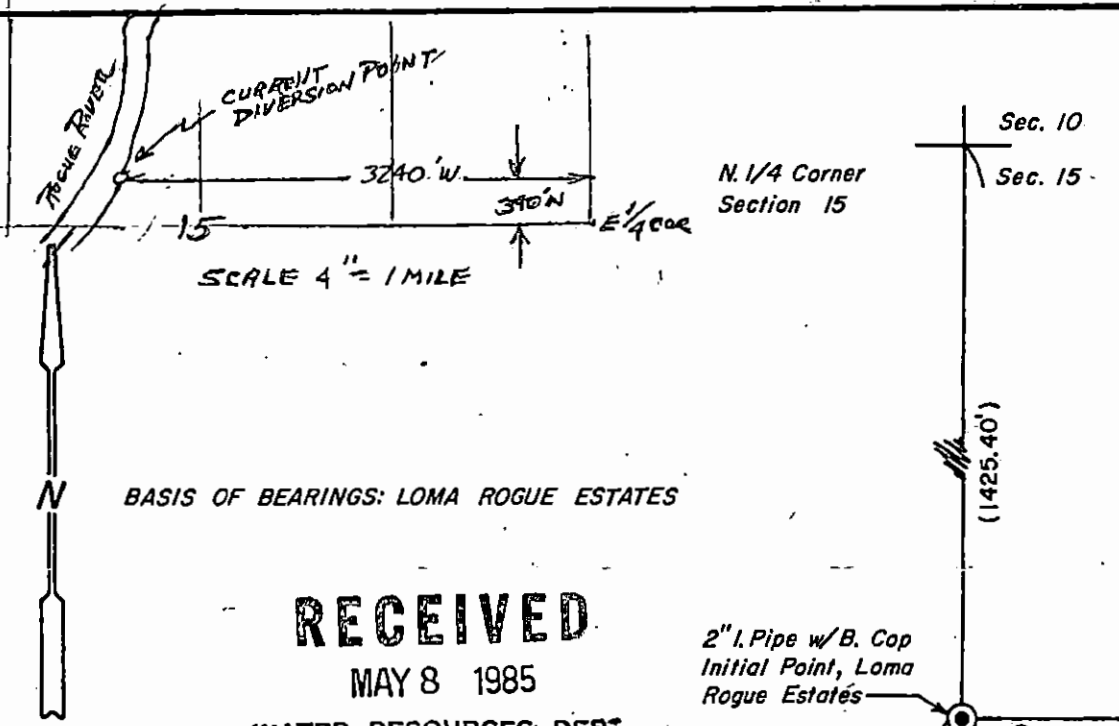 ROGUE RIVER
CURRENT
DIVERSION POINT
3240.'W.
390'N
15
E 1/4 COR
SCALE 4" = 1 MILE
N. 1/4 Corner
Section 15
Sec. 10
Sec. 15
(1425.40')
N
BASIS OF BEARINGS: LOMA ROGUE ESTATES
RECEIVED
MAY 8 1985
WATER RESOURCES DEPT
2" I. Pipe w/ B. Cap
Initial Point, Loma
Rogue Estates